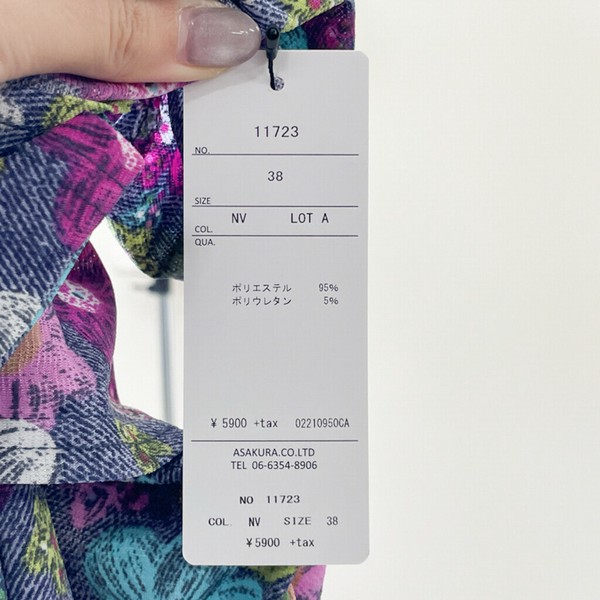 11723
NO.
38
SIZE
NV LOT A
COL.
QUA.
ポリエステル 95%
ポリウレタン 5%
¥5900 +tax 02210950CA
ASAKURA.CO.LTD
TEL 06-6354-8906
NO 11723
COL. NV SIZE 38
¥5900 +tax